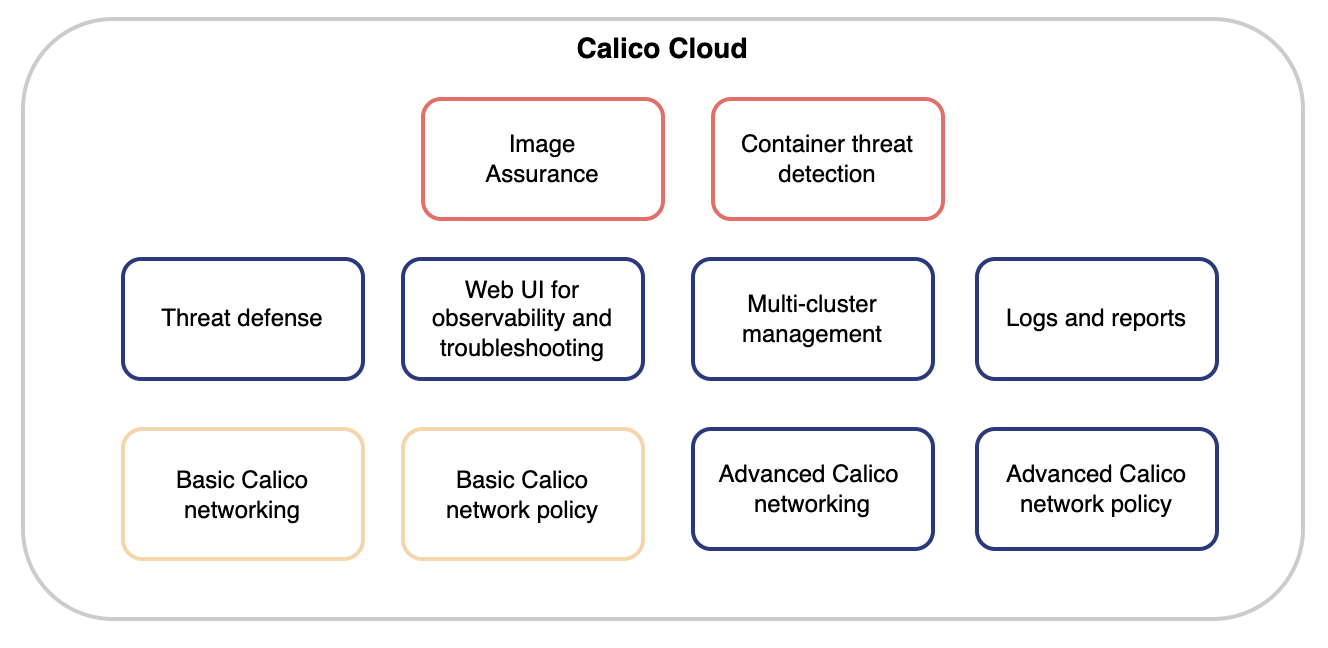 Calico Cloud
Image
Assurance
Container threat
detection
Threat defense
Web UI for
observability and
troubleshooting
Multi-cluster
management
Logs and reports
Basic Calico
networking
Basic Calico
network policy
Advanced Calico
networking
Advanced Calico
network policy